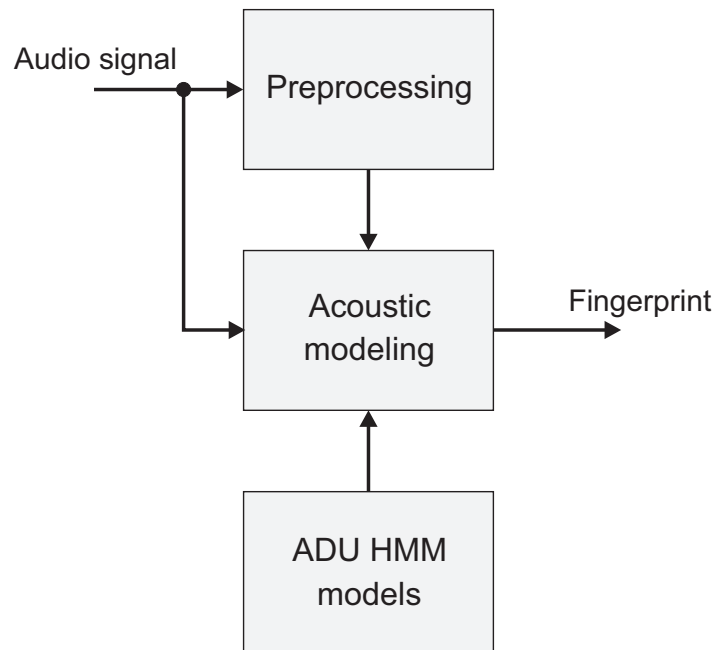 Audio signal
Preprocessing
Acoustic
modeling
Fingerprint
ADU HMM
models